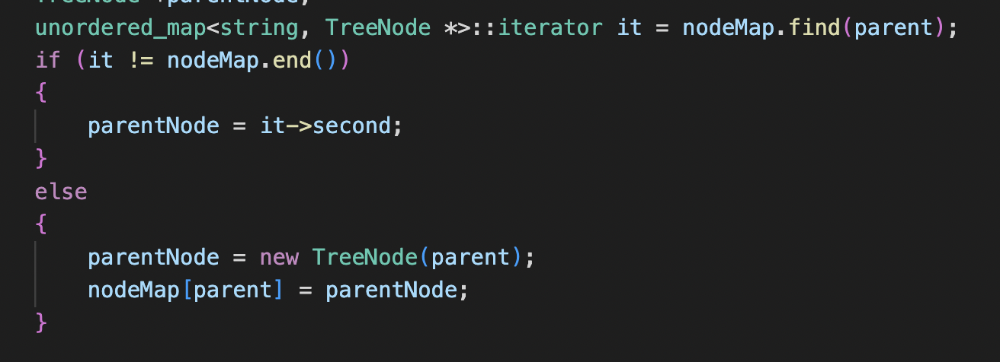 unordered_map<string, TreeNode *>::iterator it = nodeMap.find(parent);
if (it != nodeMap.end())
{
    parentNode = it->second;
}
else
{
    parentNode = new TreeNode(parent);
    nodeMap[parent] = parentNode;
}